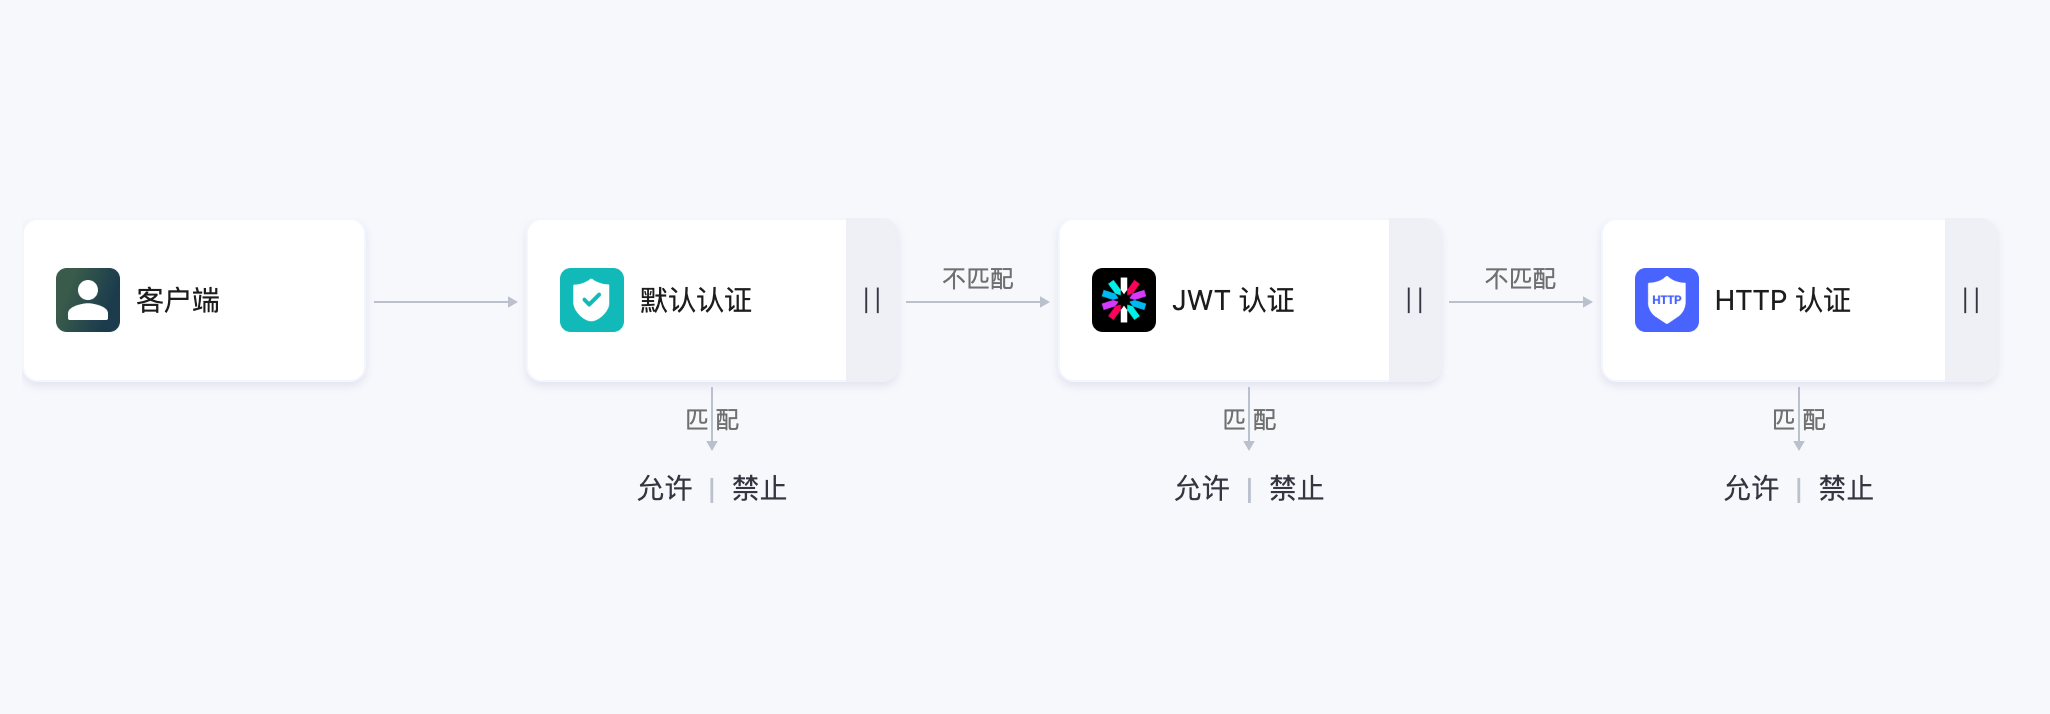 客户端
默认认证
||
不匹配
JWT 认证
||
不匹配
HTTP
HTTP 认证
||
匹配
匹配
匹配
允许 | 禁止
允许 | 禁止
允许 | 禁止